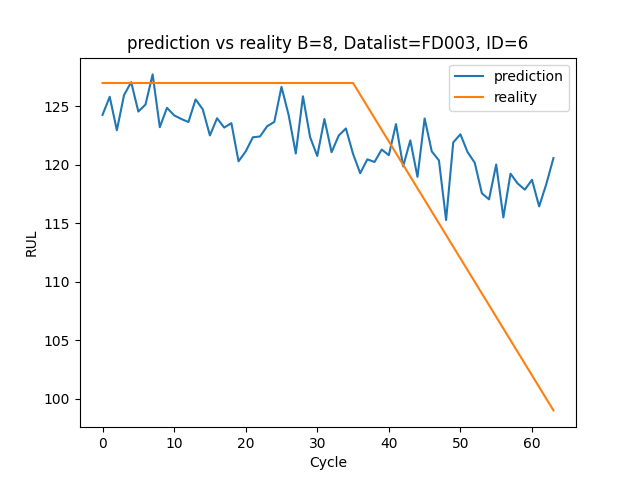 prediction vs reality B=8, Datalist=FD003, ID=6
prediction
reality
125
120
115
110
105
100
RUL
0 10 20 30 40 50 60
Cycle